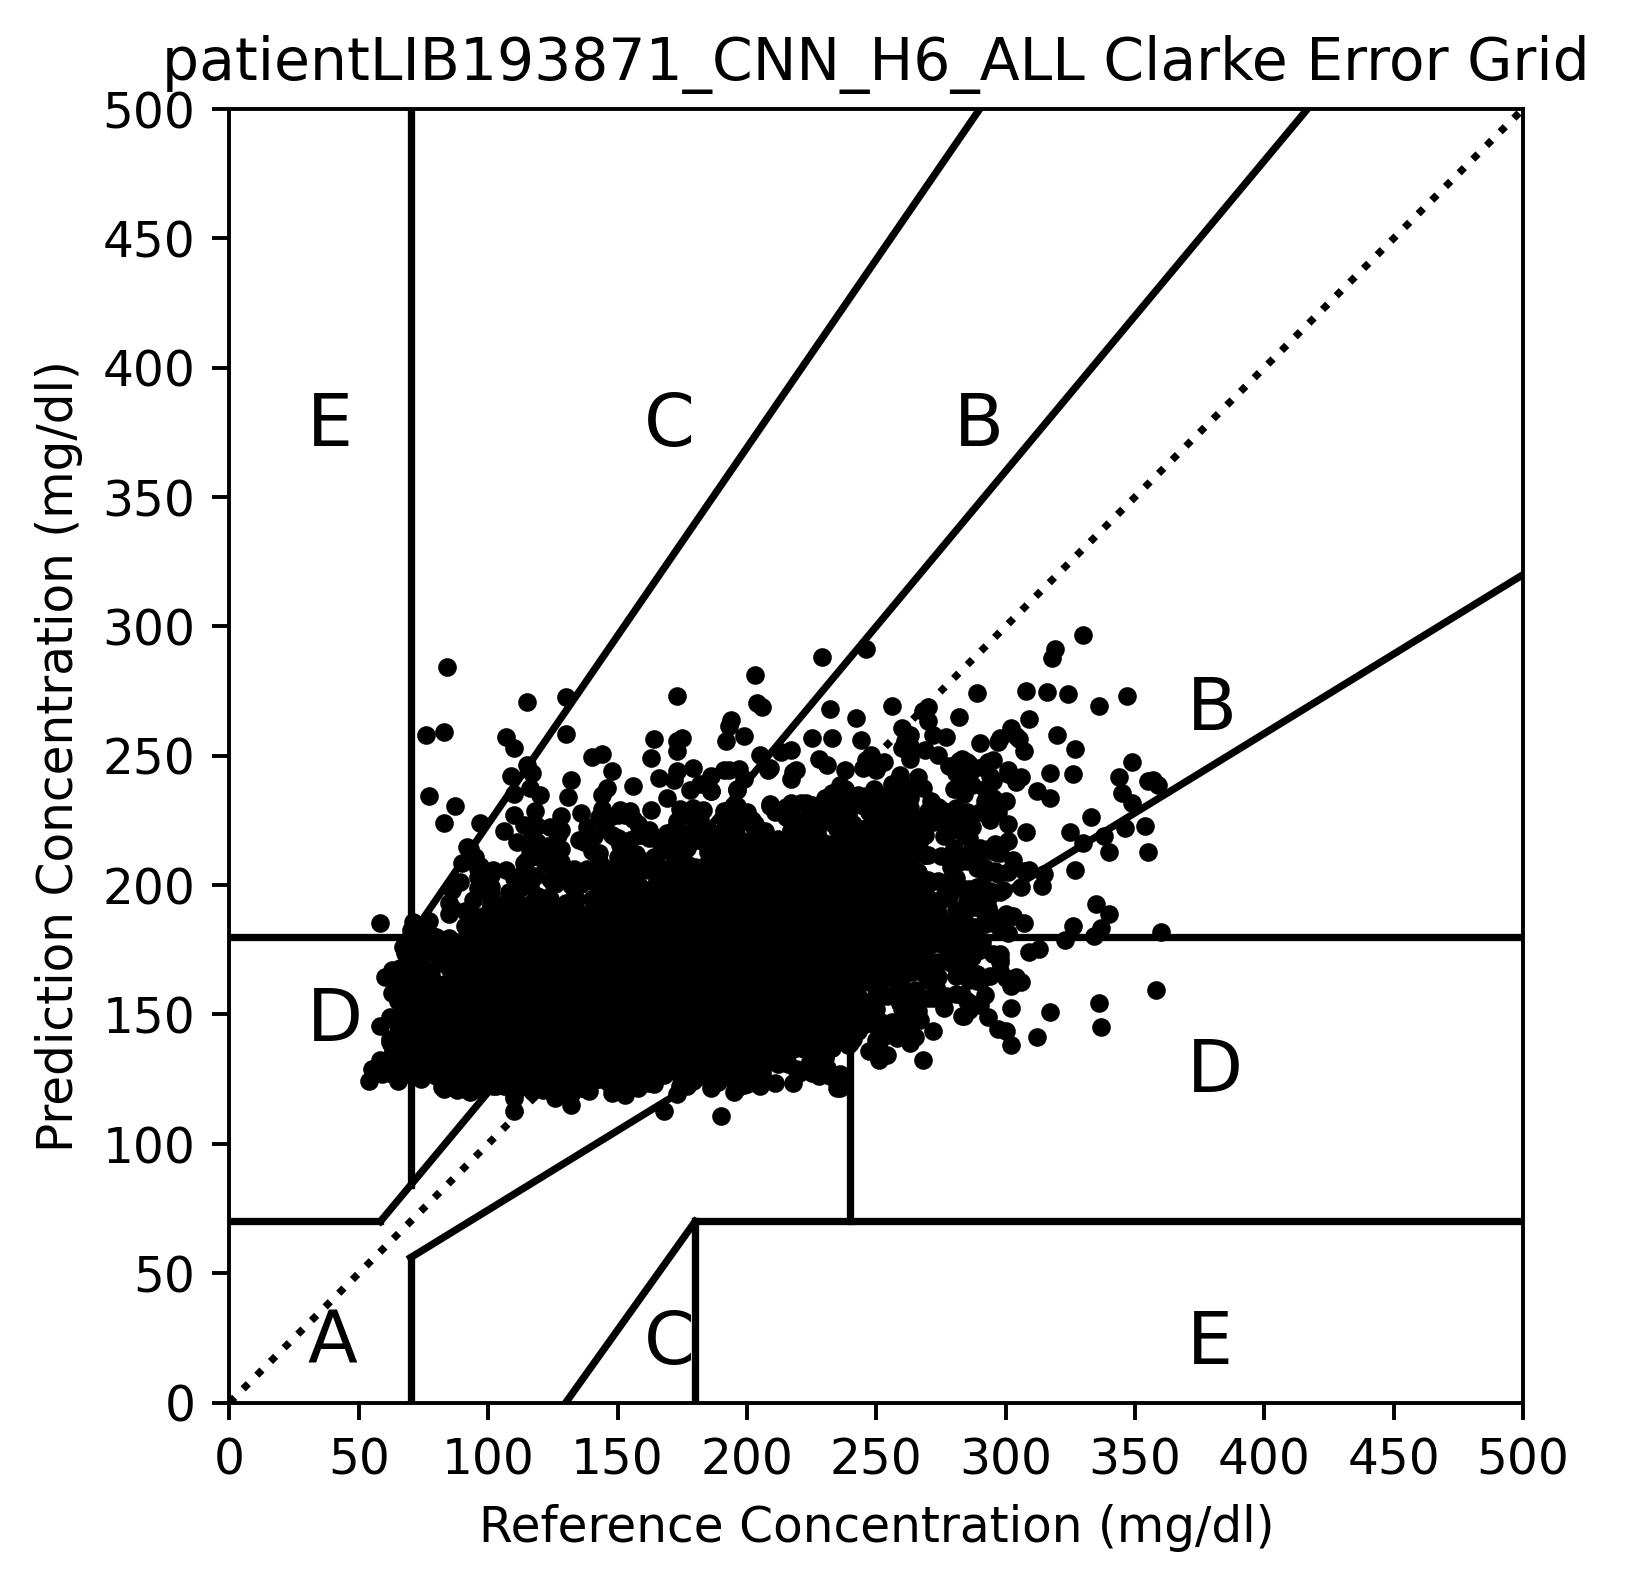 patientLIB193871_CNN_H6_ALL Clarke Error Grid
500
450
400
350
300
250
200
150
100
50
0
Prediction Concentration (mg/dl)
E
C
B
B
D
D
A
C
E
0 50 100 150 200 250 300 350 400 450 500
Reference Concentration (mg/dl)